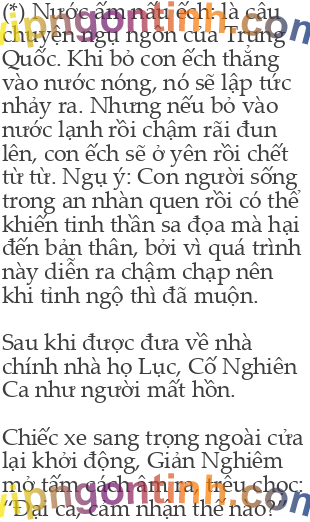 (*) Nước ấm nấu ếch: là câu
chuyện ngụ ngôn của Trung
Quốc. Khi bỏ con ếch thẳng
vào nước nóng, nó sẽ lập tức
nhảy ra. Nhưng nếu bỏ vào
nước lạnh rồi chậm rãi đun
lên, con ếch sẽ ở yên rồi chết
từ từ. Ngụ ý: Con người sống
trong an nhàn quen rồi có thể
khiến tinh thần sa đọa mà hại
đến bản thân, bởi vì quá trình
này diễn ra chậm chạp nên
khi tỉnh ngộ thì đã muộn.
Sau khi được đưa về nhà
chính nhà họ Lục, Cố Nghiên
Ca như người mất hồn.
Chiếc xe sang trọng ngoài cửa
lại khởi động, Giản Nghiêm
mở tấm cách âm ra, trêu chọc:
“Đại ca, cảm nhận thế nào?”
vipngontinh.com
vipngontinh.com